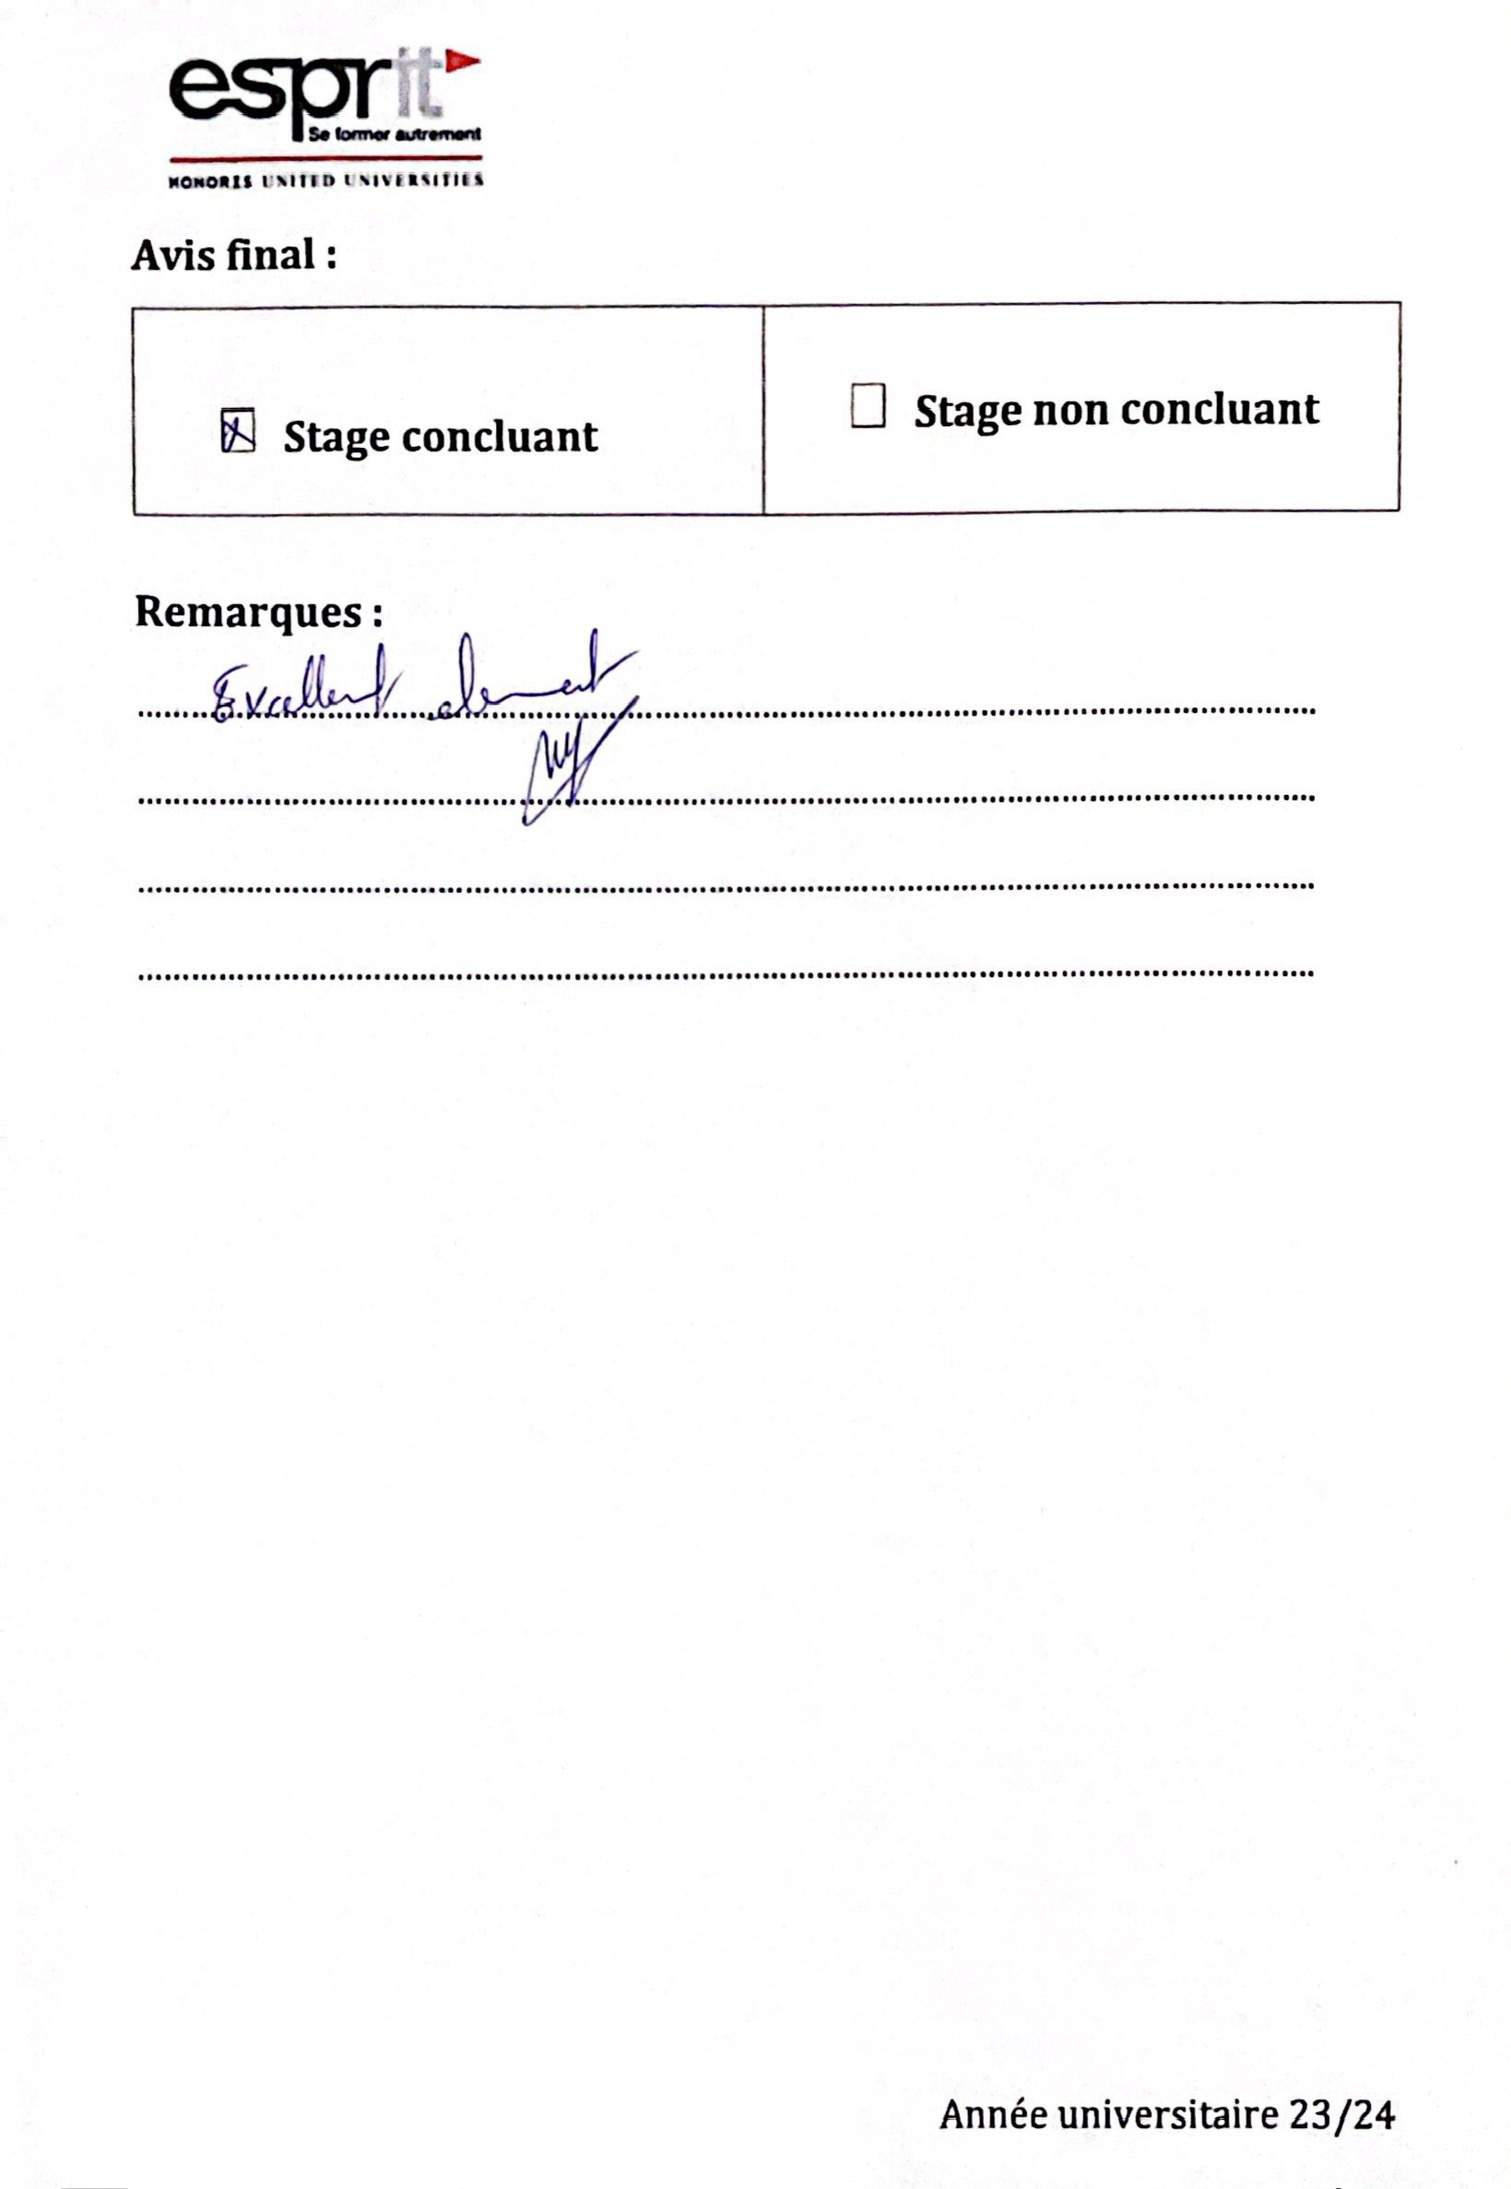 esprit
Se former autrement
HONORIS UNITED UNIVERSITIES
Avis final :
Stage concluant
Stage non concluant
Remarques :
Excellent element
Année universitaire 23/24